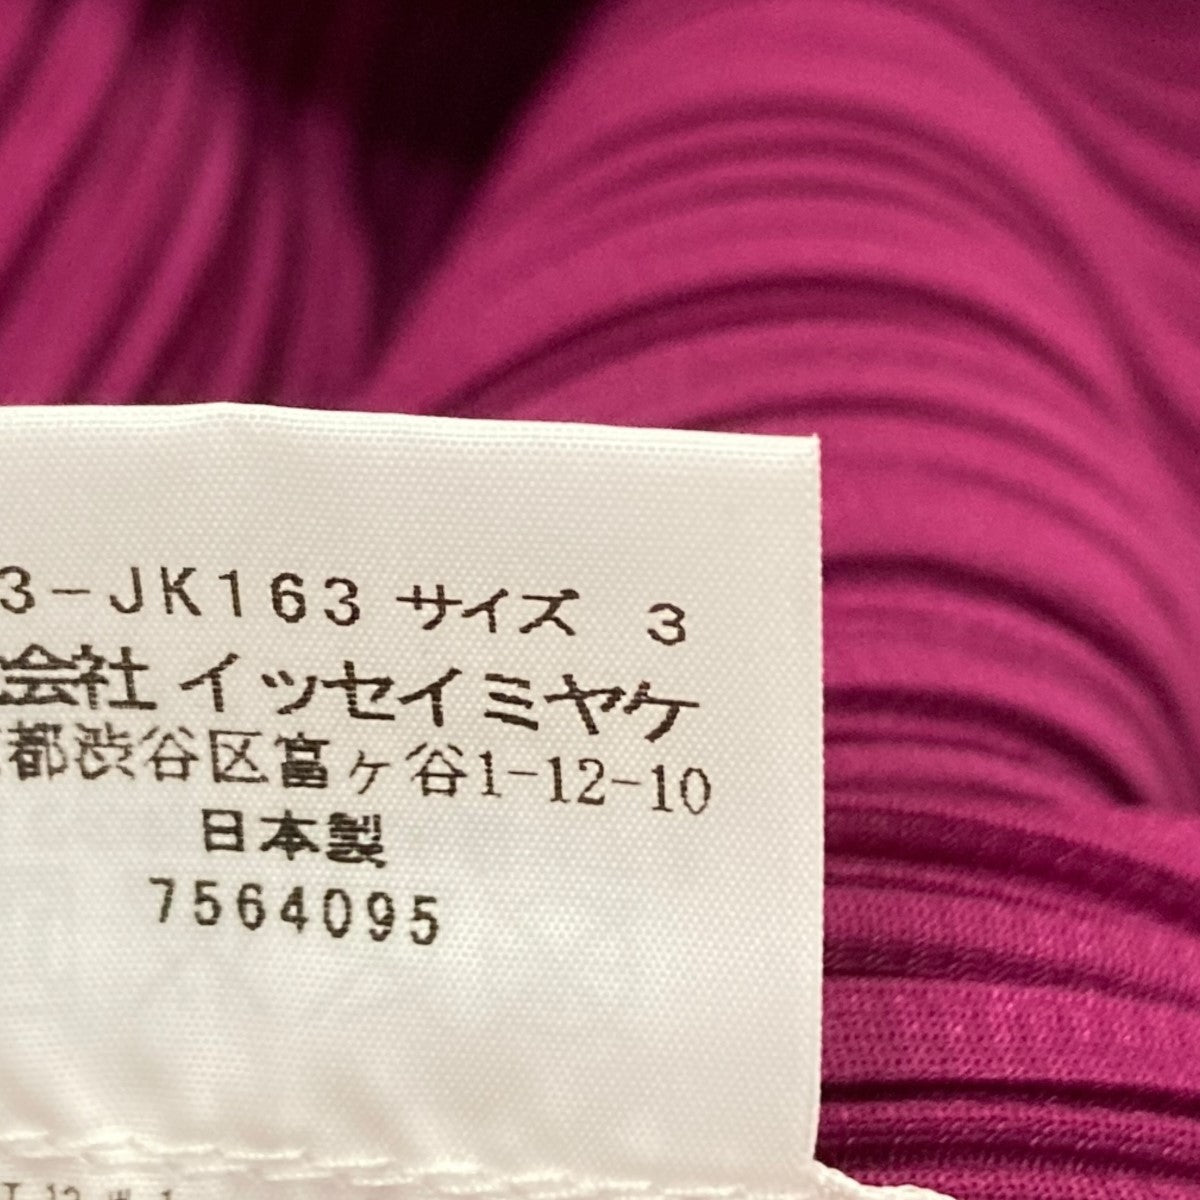 3-JK163 サイズ 3
会社 イッセイミヤケ
都渋谷区富ヶ谷1-12-10
日本製
7564095